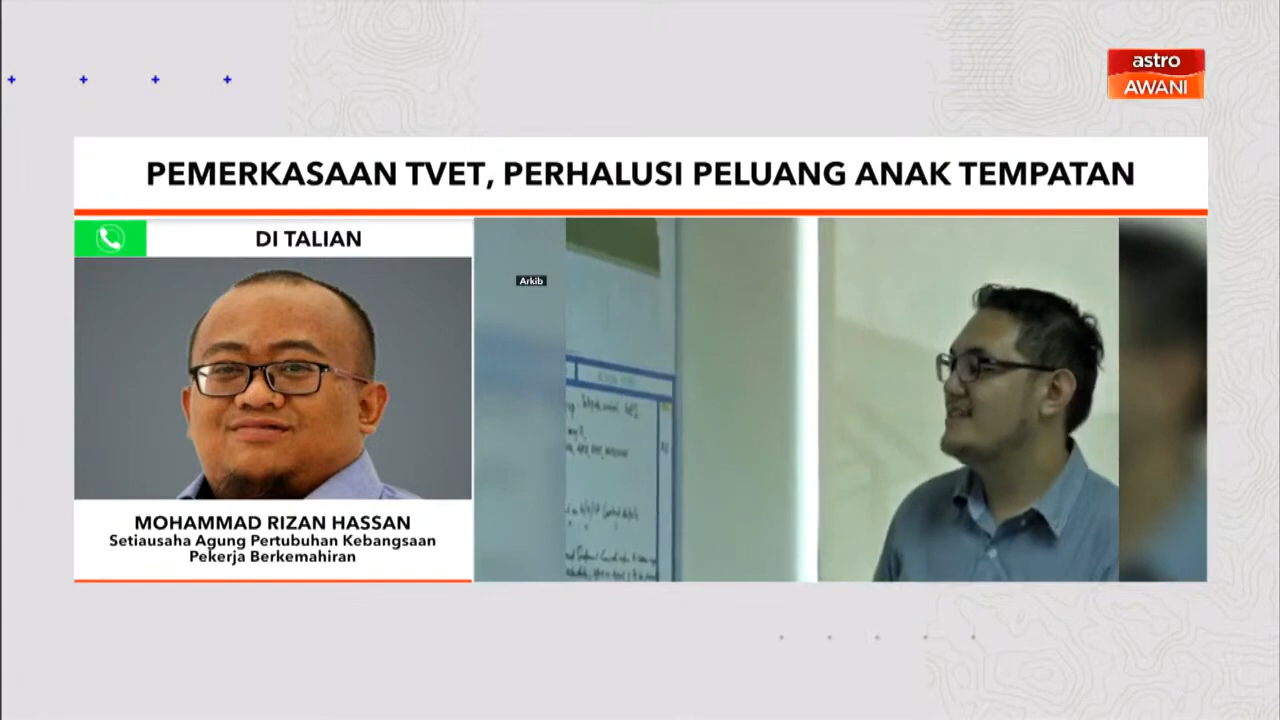 astro
AWANI
PEMERKASAAN TVET, PERHALUSI PELUANG ANAK TEMPATAN
DI TALIAN
Arkib
MOHAMMAD RIZAN HASSAN
Setiausaha Agung Pertubuhan Kebangsaan
Pekerja Berkemahiran